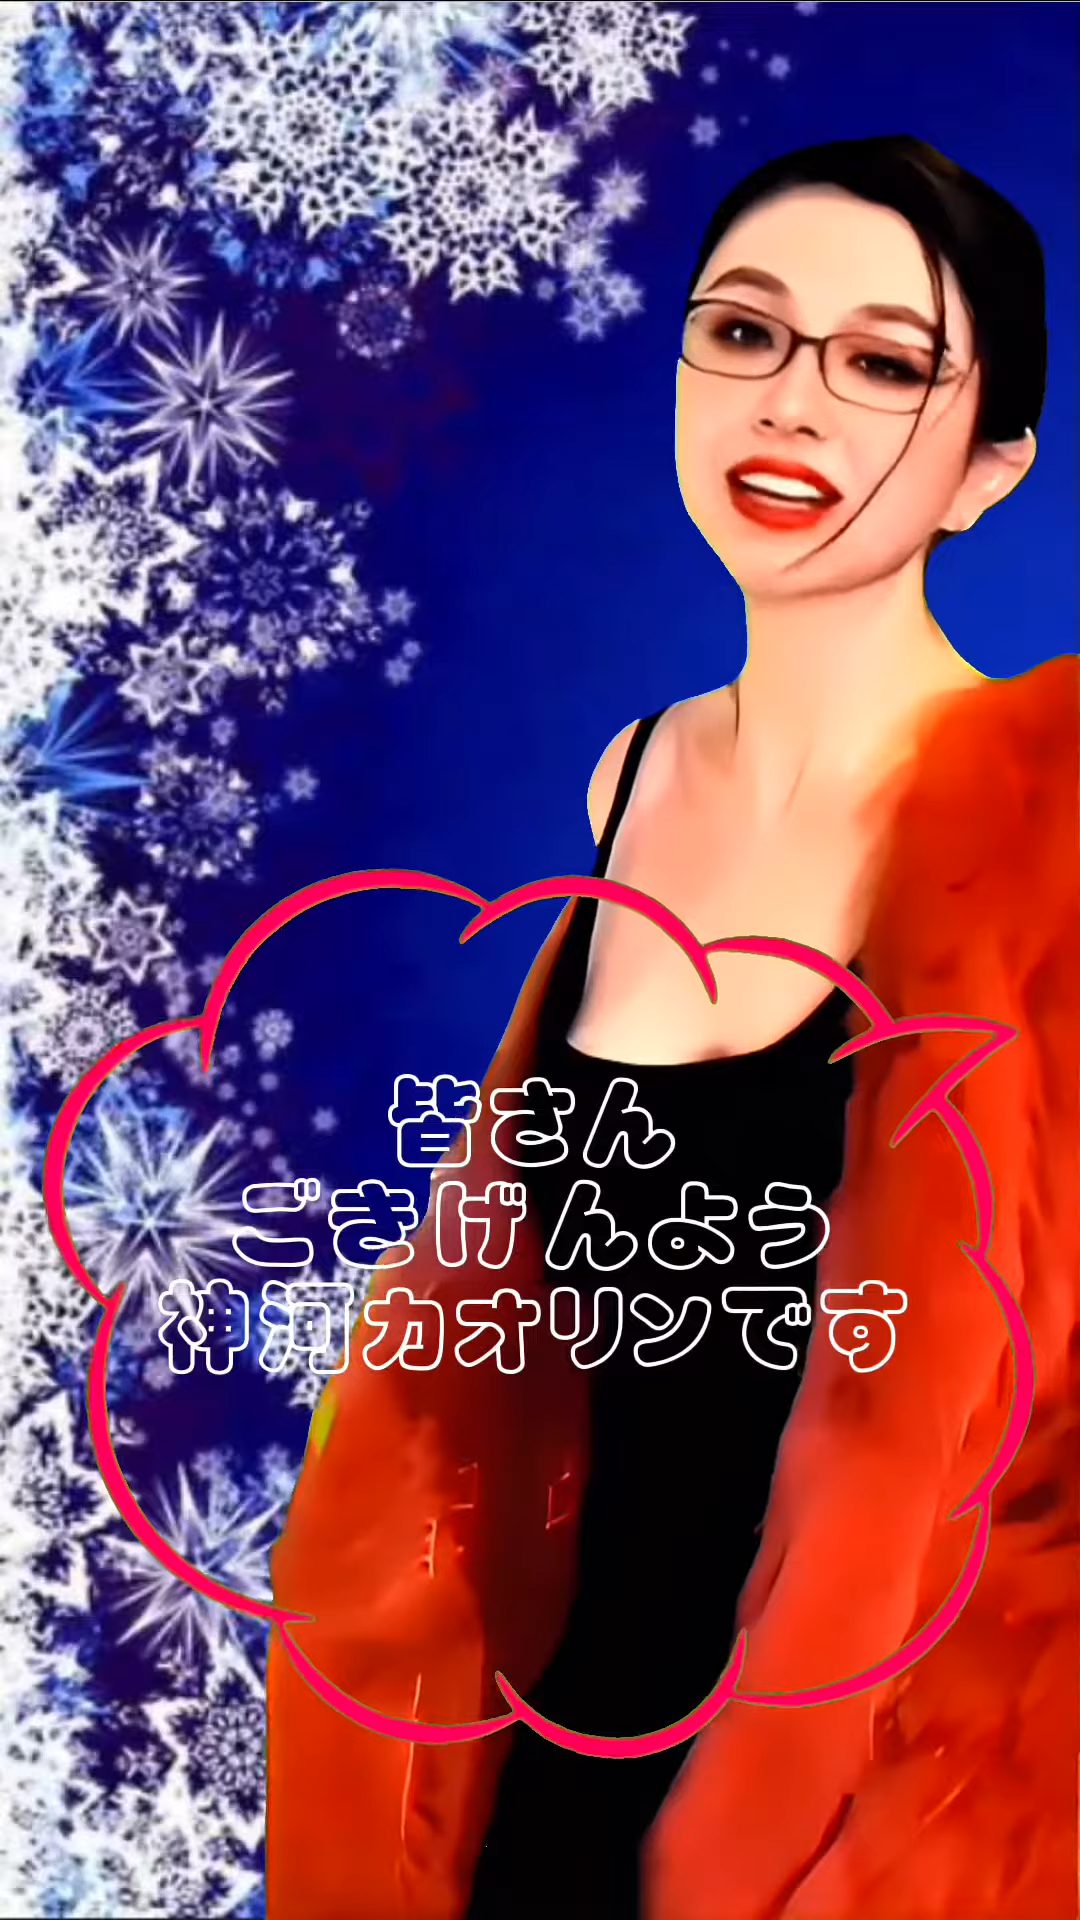 皆さん
ごきげんよう
神河カオリンです